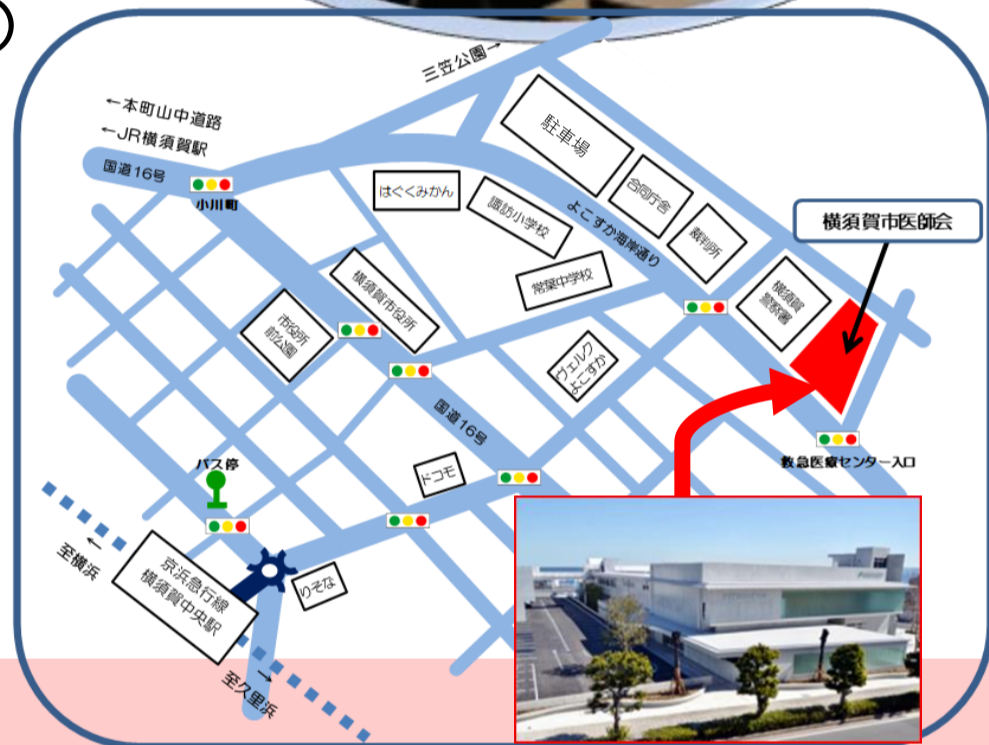 三笠公園→
←本町山中道路
←JR横須賀駅
国道16号
小川町
駐車場
合同庁舎
裁判所
はぐくみかん
諏訪小学校
よこすか海岸通り
横須賀市医師会
常葉中学校
横須賀
警察署
横須賀市役所
市役所
前公園
ヴェルク
よこすか
国道16号
救急医療センター入口
バス停
ドコモ
りそな
←
至横浜
京浜急行線
横須賀中央駅
→
至久里浜